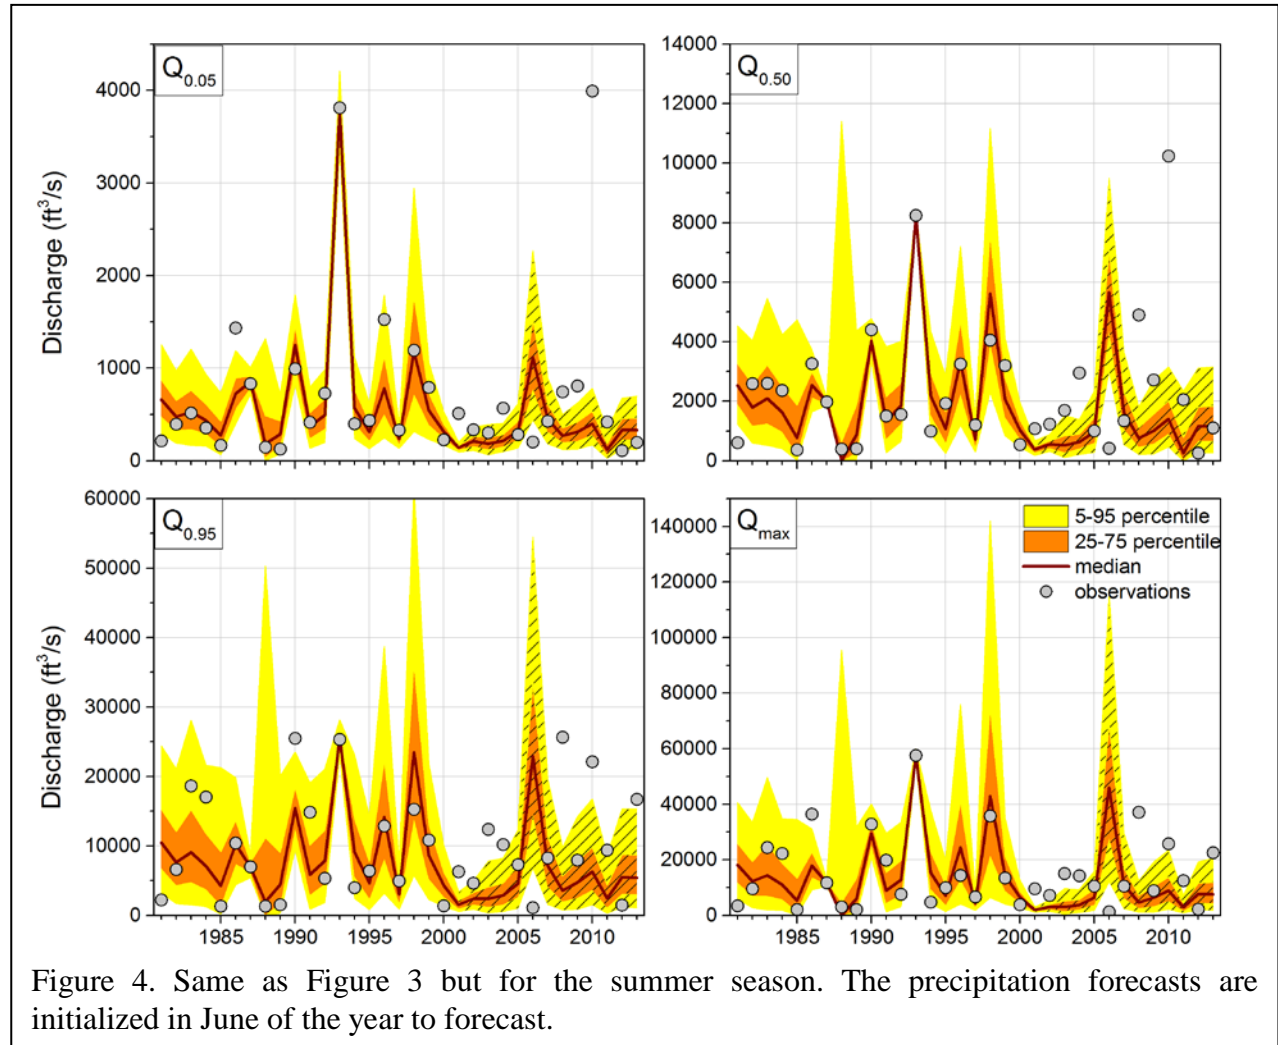 Q0.05
Q0.50
4000
3000
2000
1000
0
Discharge (ft³/s)
14000
12000
10000
8000
6000
4000
2000
0
Q0.95
Qmax
60000
50000
40000
30000
20000
10000
0
Discharge (ft³/s)
1985 1990 1995 2000 2005 2010
140000
120000
100000
80000
60000
40000
20000
0
5-95 percentile
25-75 percentile
median
observations
1985 1990 1995 2000 2005 2010
Figure 4. Same as Figure 3 but for the summer season. The precipitation forecasts are
initialized in June of the year to forecast.